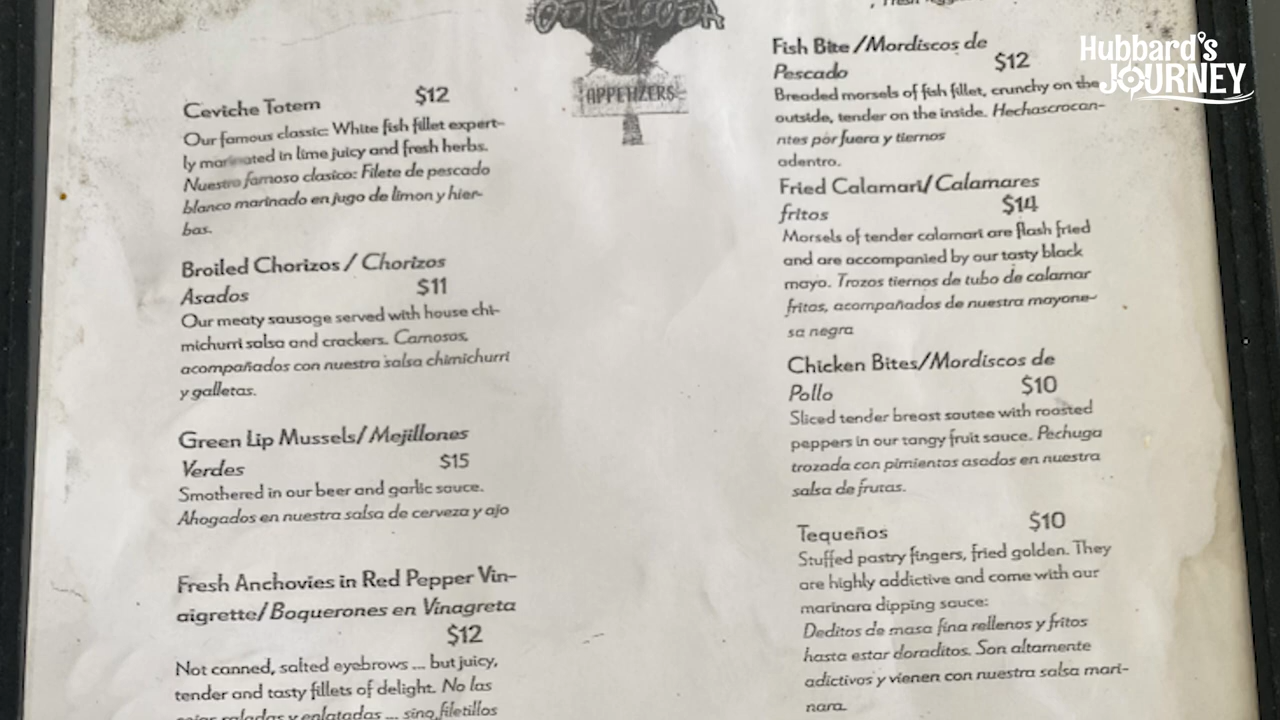 OSTRACODA
APPETIZERS
Ceviche Totem $12
Our famous classic: White fish fillet expert-
ly marinated in lime juicy and fresh herbs.
Nuestro famoso clasico: Filete de pescado
blanco marinado en jugo de limon y hier-
bas.
Broiled Chorizos / Chorizos
Asados $11
Our meaty sausage served with house chi-
michurri salsa and crackers. Carnosos,
acompañados con nuestra salsa chimichurri
y galletas.
Green Lip Mussels/ Mejillones
Verdes $15
Smothered in our beer and garlic sauce.
Ahogados en nuestra salsa de cerveza y ajo
Fresh Anchovies in Red Pepper Vin-
aigrette/ Boquerones en Vinagreta
$12
Not canned, salted eyebrows ... but juicy,
tender and tasty fillets of delight. No las
cejas saladas y enlatadas ... sino filetillos
Fish Bite /Mordiscos de
Pescado $12
Breaded morsels of fish fillet, crunchy on the
outside, tender on the inside. Hechascrocan-
ntes por fuera y tiernos
adentro.
Fried Calamari/ Calamares
fritos $14
Morsels of tender calamari are flash fried
and are accompanied by our tasty black
mayo. Trozos tiernos de tubo de calamar
fritos, acompañados de nuestra mayone-
sa negra
Chicken Bites/Mordiscos de
Pollo $10
Sliced tender breast sautee with roasted
peppers in our tangy fruit sauce. Pechuga
trozada con pimientos asados en nuestra
salsa de frutas.
Tequeños $10
Stuffed pastry fingers, fried golden. They
are highly addictive and come with our
marinara dipping sauce:
Deditos de masa fina rellenos y fritos
hasta estar doraditos. Son altamente
adictivos y vienen con nuestra salsa mari-
nara.
Hubbard's
JOURNEY